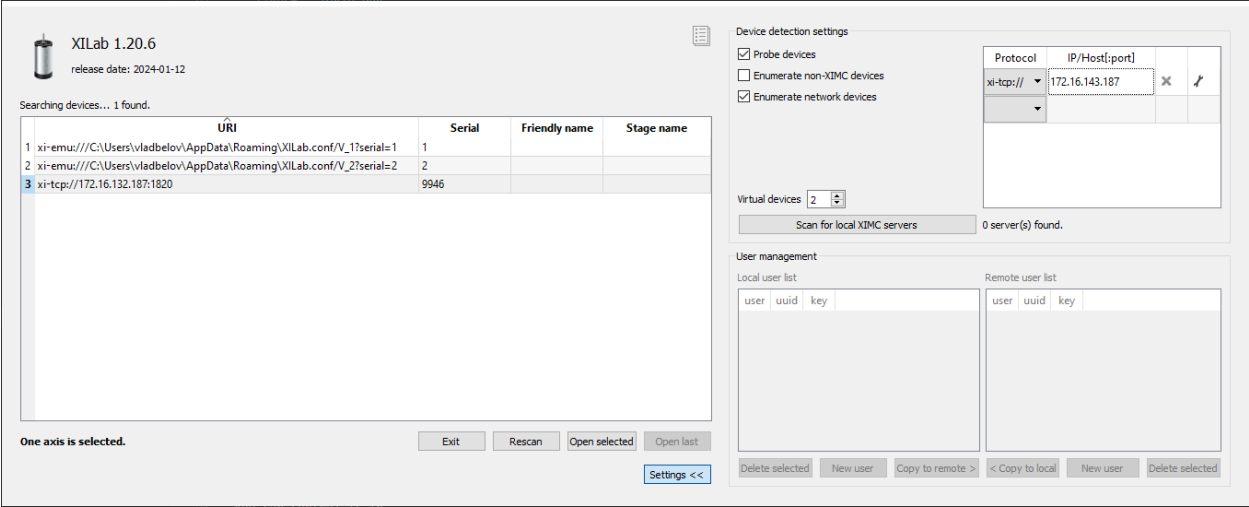 XILab 1.20.6
release date: 2024-01-12
Searching devices... 1 found.
URI Serial Friendly name Stage name
1 xi-emu:///C:\Users\vladbelov\AppData\Roaming\XILab.conf/V_1?serial=1 1
2 xi-emu:///C:\Users\vladbelov\AppData\Roaming\XILab.conf/V_2?serial=2 2
3 xi-tcp://172.16.132.187:1820 9946
One axis is selected.
Exit Rescan Open selected Open last
Settings <<
Device detection settings
Probe devices
Enumerate non-XIMC devices
Enumerate network devices
Protocol IP/Host[:port]
xi-tcp:// 172.16.143.187
Virtual devices 2
Scan for local XIMC servers 0 server(s) found.
User management
Local user list Remote user list
user uuid key user uuid key
Delete selected New user Copy to remote > < Copy to local New user Delete selected